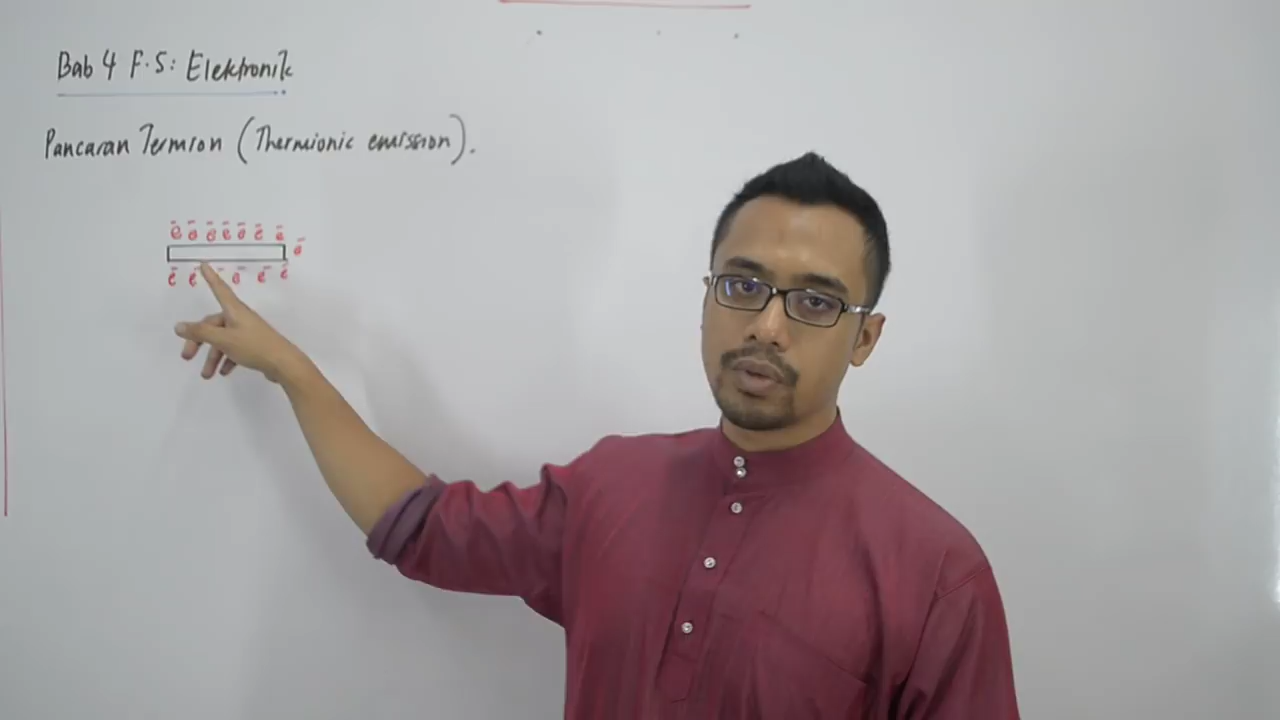 Bab 4 F.5: Elektronik
Pancaran Termion (Thermionic emission).
e⁻ e⁻ e⁻ e⁻ e⁻ e⁻ e⁻
e⁻
e⁻ e⁻ e⁻ e⁻ e⁻